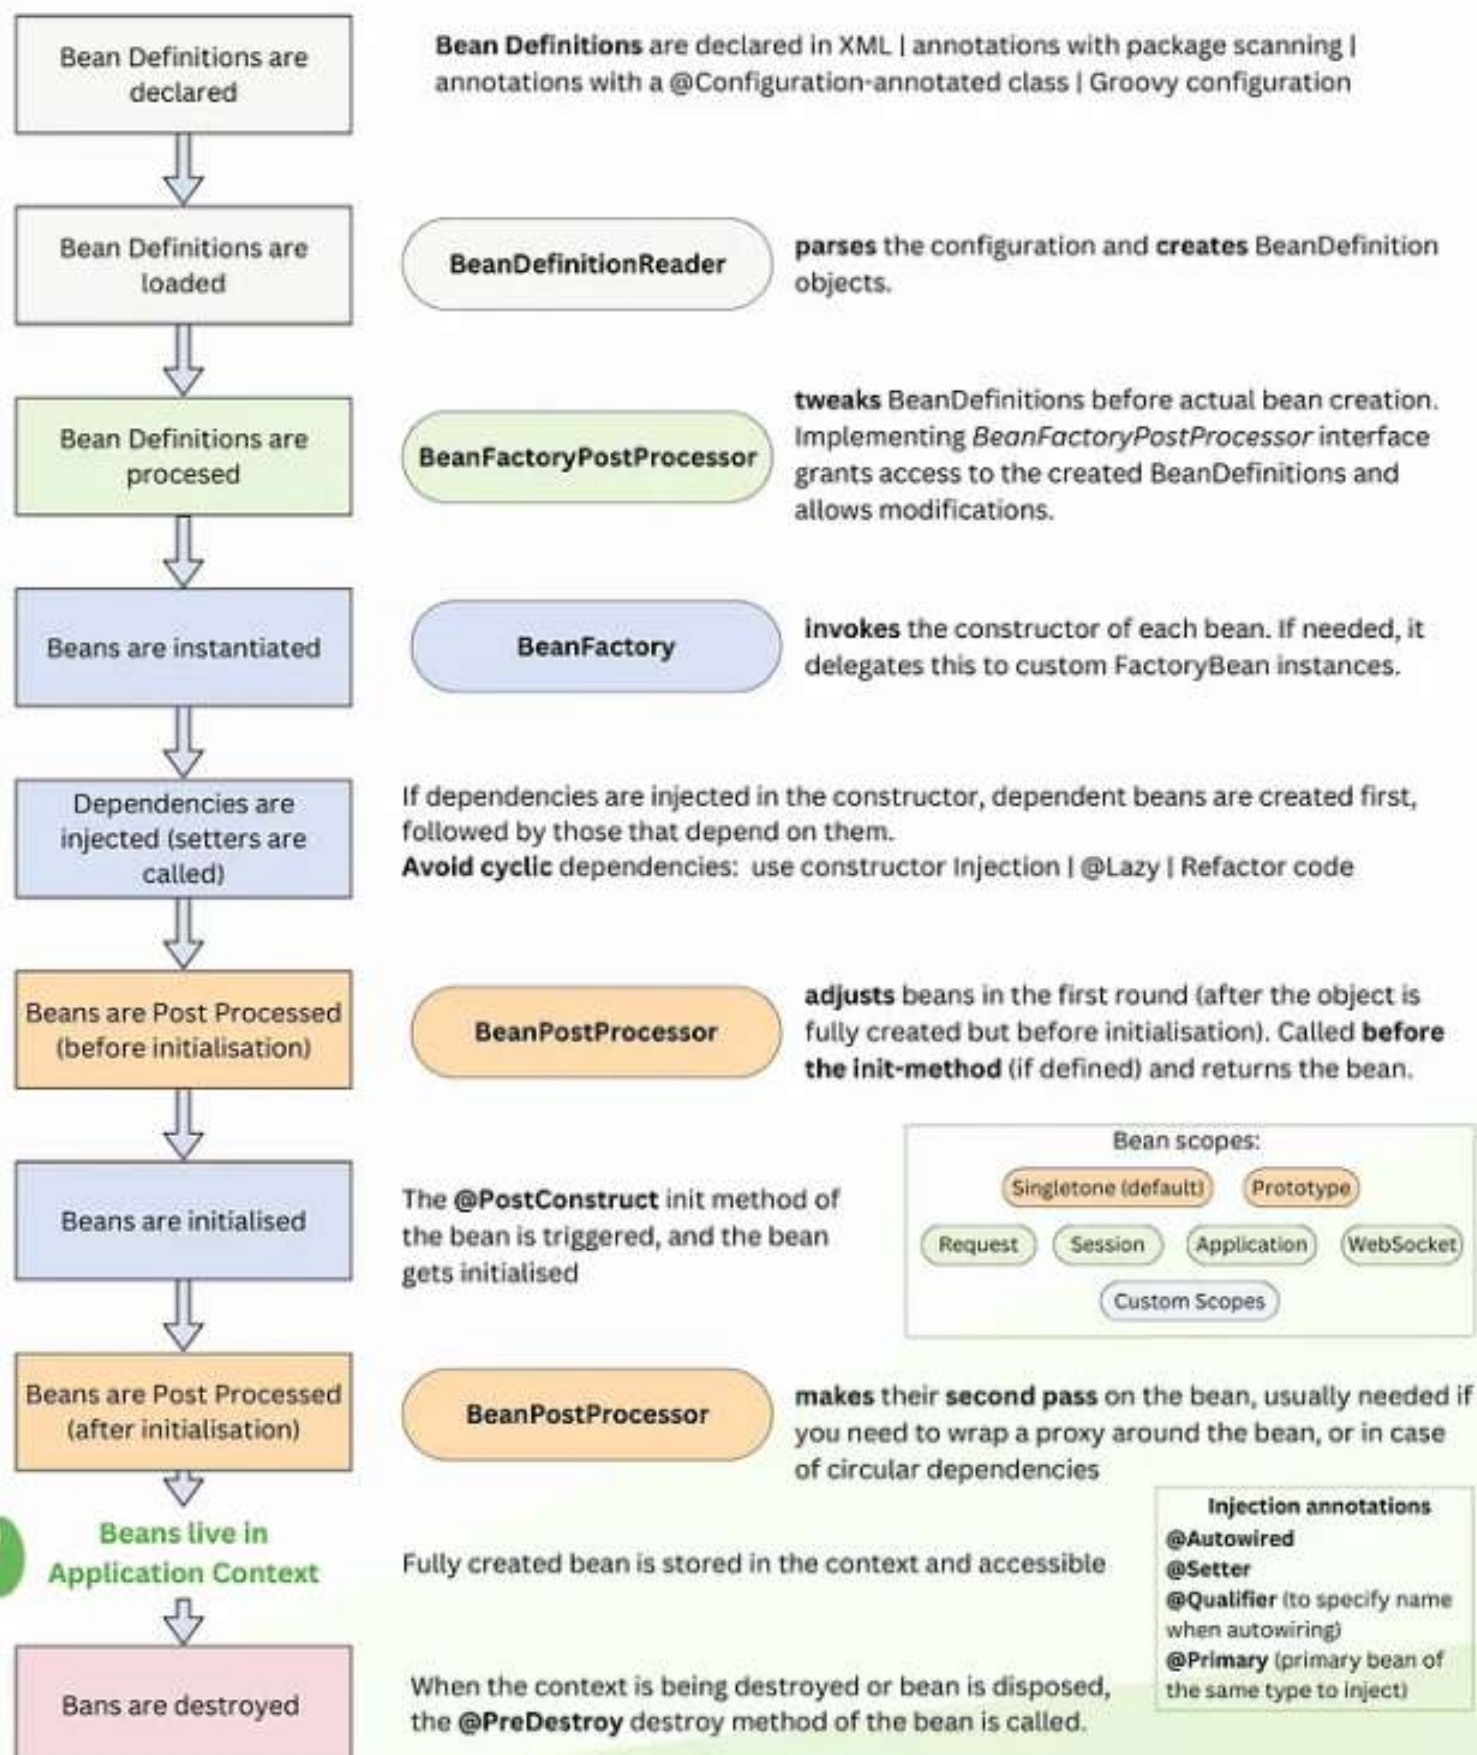 Bean Definitions are
declared
Bean Definitions are declared in XML | annotations with package scanning |
annotations with a @Configuration-annotated class | Groovy configuration
Bean Definitions are
loaded
BeanDefinitionReader
parses the configuration and creates BeanDefinition
objects.
Bean Definitions are
procesed
BeanFactoryPostProcessor
tweaks BeanDefinitions before actual bean creation.
Implementing BeanFactoryPostProcessor interface
grants access to the created BeanDefinitions and
allows modifications.
Beans are instantiated
BeanFactory
invokes the constructor of each bean. If needed, it
delegates this to custom FactoryBean instances.
Dependencies are
injected (setters are
called)
If dependencies are injected in the constructor, dependent beans are created first,
followed by those that depend on them.
Avoid cyclic dependencies: use constructor Injection | @Lazy | Refactor code
Beans are Post Processed
(before initialisation)
BeanPostProcessor
adjusts beans in the first round (after the object is
fully created but before initialisation). Called before
the init-method (if defined) and returns the bean.
Beans are initialised
The @PostConstruct init method of
the bean is triggered, and the bean
gets initialised
Bean scopes:
Singletone (default)
Prototype
Request
Session
Application
WebSocket
Custom Scopes
Beans are Post Processed
(after initialisation)
BeanPostProcessor
makes their second pass on the bean, usually needed if
you need to wrap a proxy around the bean, or in case
of circular dependencies
Beans live in
Application Context
Fully created bean is stored in the context and accessible
Injection annotations
@Autowired
@Setter
@Qualifier (to specify name
when autowiring)
@Primary (primary bean of
the same type to inject)
Bans are destroyed
When the context is being destroyed or bean is disposed,
the @PreDestroy destroy method of the bean is called.